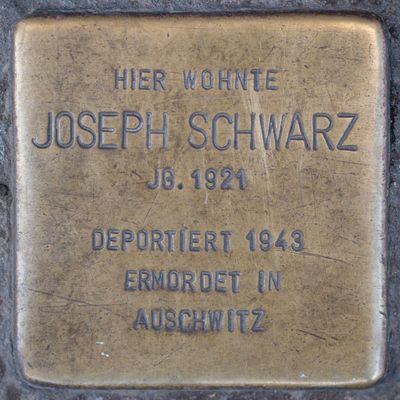 HIER WOHNTE
JOSEPH SCHWARZ
JG. 1921
DEPORTIERT 1943
ERMORDET IN
AUSCHWITZ